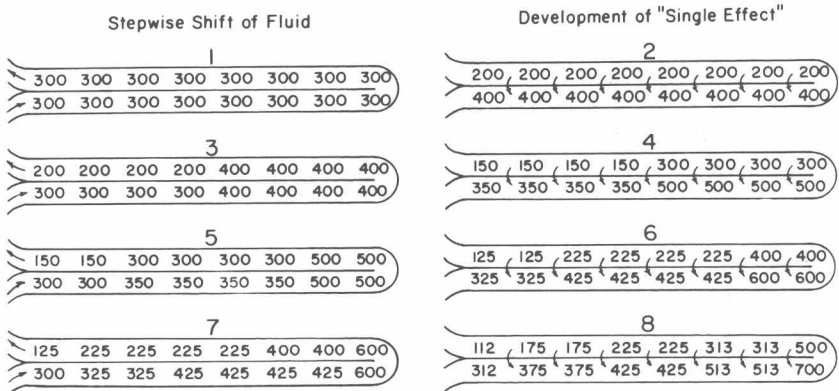 Stepwise Shift of Fluid
Development of "Single Effect"
1
300 300 300 300 300 300 300 300
300 300 300 300 300 300 300 300
2
200 200 200 200 200 200 200 200
400 400 400 400 400 400 400 400
3
200 200 200 200 400 400 400 400
300 300 300 300 400 400 400 400
4
150 150 150 150 300 300 300 300
350 350 350 350 500 500 500 500
5
150 150 300 300 300 300 500 500
300 300 350 350 350 350 500 500
6
125 125 225 225 225 225 400 400
325 325 425 425 425 425 600 600
7
125 225 225 225 225 400 400 600
300 325 325 425 425 425 425 600
8
112 175 175 225 225 313 313 500
312 375 375 425 425 513 513 700